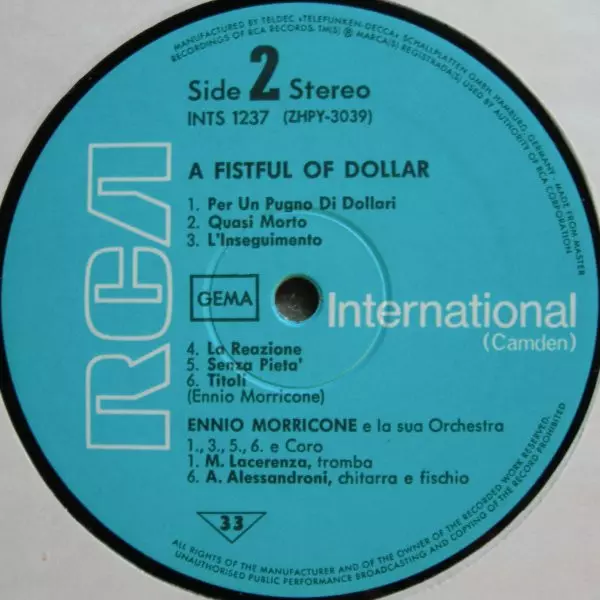 MANUFACTURED BY TELDEC »TELEFUNKEN-DECCA« SCHALLPLATTEN GMBH, HAMBURG, GERMANY - MADE FROM MASTER
RECORDINGS OF RCA RECORDS. TM(S) ® MARCA(S) REGISTRADA(S) USED BY AUTHORITY OF RCA CORPORATION
Side 2 Stereo
INTS 1237 (ZHPY-3039)
RCA
A FISTFUL OF DOLLAR
1. Per Un Pugno Di Dollari
2. Quasi Morto
3. L'Inseguimento
GEMA
International
(Camden)
4. La Reazione
5. Senza Pieta'
6. Titoli
(Ennio Morricone)
ENNIO MORRICONE e la sua Orchestra
1., 3., 5., 6. e Coro
1. M. Lacerenza, tromba
6. A. Alessandroni, chitarra e fischio
33
ALL RIGHTS OF THE MANUFACTURER AND OF THE OWNER OF THE RECORDED WORK RESERVED.
UNAUTHORISED PUBLIC PERFORMANCE BROADCASTING AND COPYING OF THE RECORD PROHIBITED